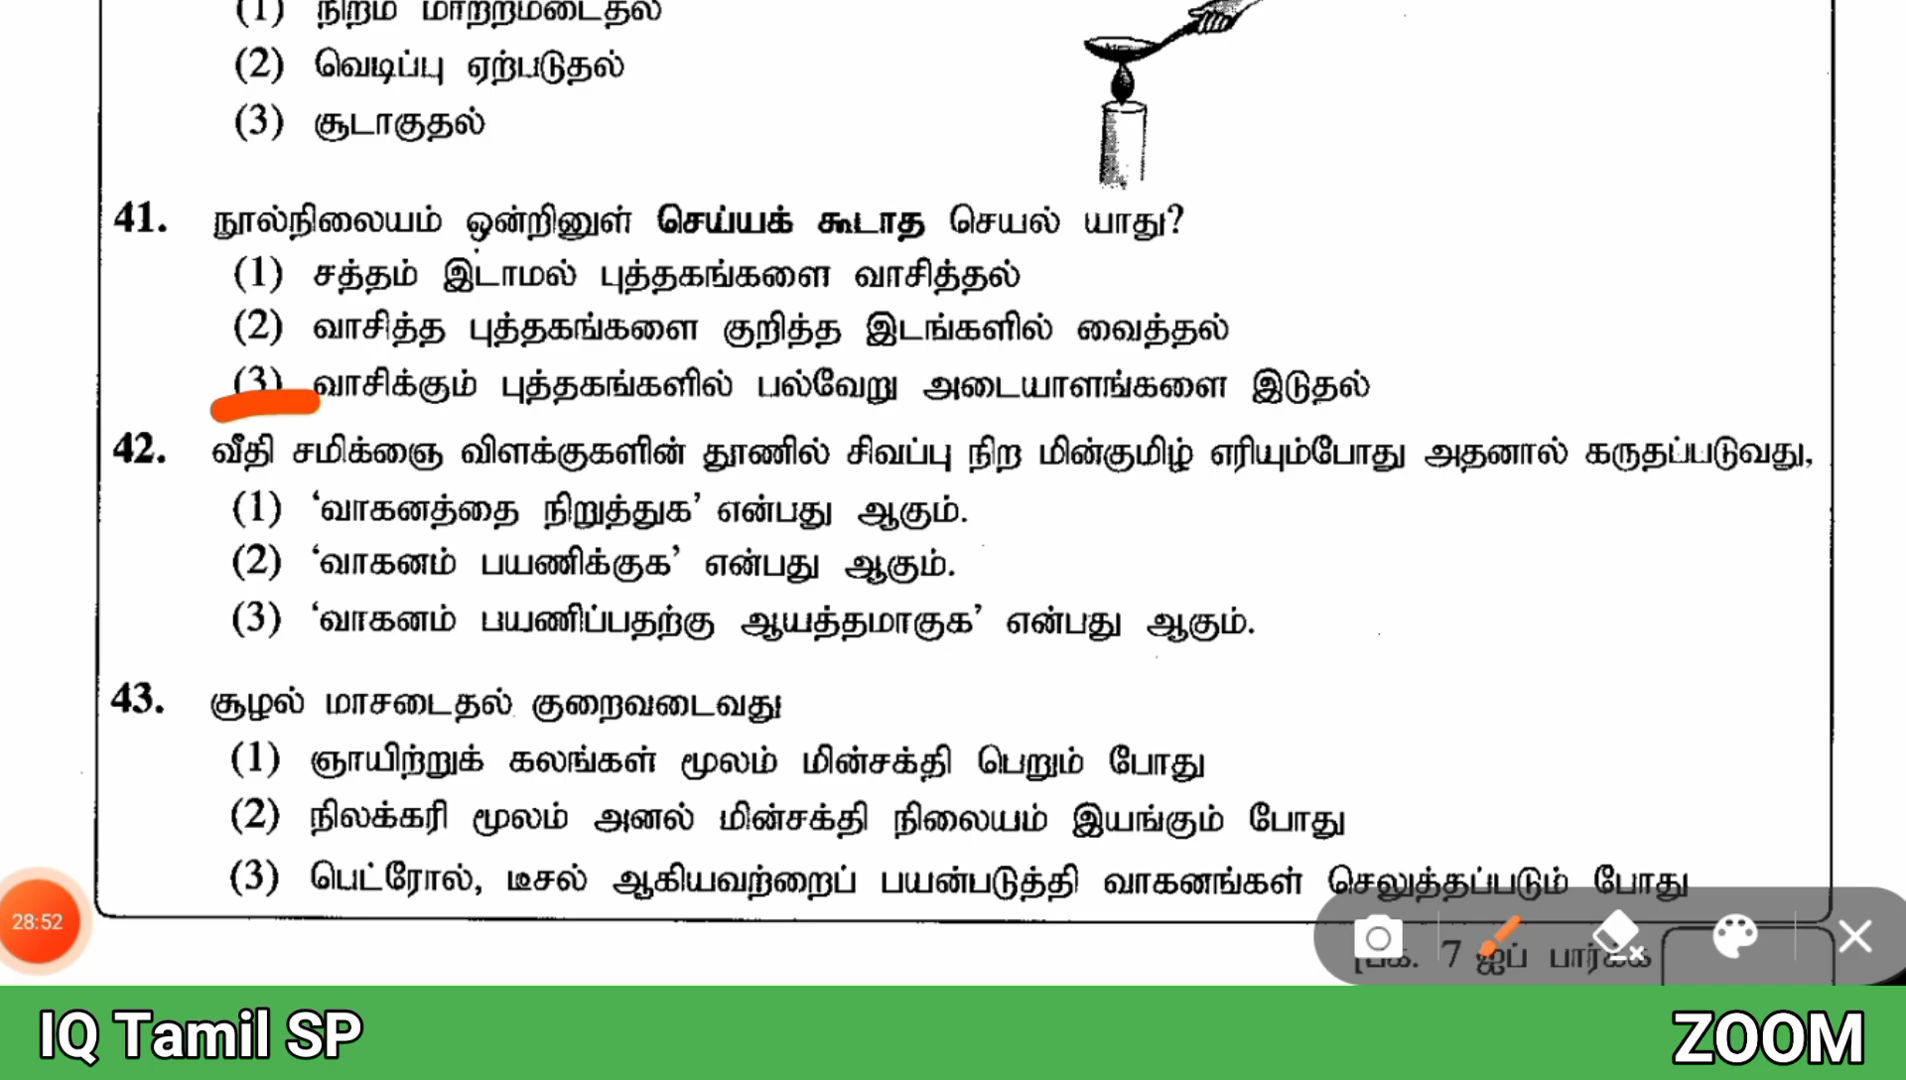 (1) நிறம் மாற்றமடைதல்
(2) வெடிப்பு ஏற்படுதல்
(3) சூடாகுதல்
41. நூல்நிலையம் ஒன்றினுள் செய்யக் கூடாத செயல் யாது?
(1) சத்தம் இடாமல் புத்தகங்களை வாசித்தல்
(2) வாசித்த புத்தகங்களை குறித்த இடங்களில் வைத்தல்
(3) வாசிக்கும் புத்தகங்களில் பல்வேறு அடையாளங்களை இடுதல்
42. வீதி சமிக்ஞை விளக்குகளின் தூணில் சிவப்பு நிற மின்குமிழ் எரியும்போது அதனால் கருதப்படுவது,
(1) ‘வாகனத்தை நிறுத்துக’ என்பது ஆகும்.
(2) ‘வாகனம் பயணிக்குக’ என்பது ஆகும்.
(3) ‘வாகனம் பயணிப்பதற்கு ஆயத்தமாகுக’ என்பது ஆகும்.
43. சூழல் மாசடைதல் குறைவடைவது
(1) ஞாயிற்றுக் கலங்கள் மூலம் மின்சக்தி பெறும் போது
(2) நிலக்கரி மூலம் அனல் மின்சக்தி நிலையம் இயங்கும் போது
(3) பெட்ரோல், டீசல் ஆகியவற்றைப் பயன்படுத்தி வாகனங்கள் செலுத்தப்படும் போது
28:52
[பக். 7 ஐப் பார்க்க
IQ Tamil SP
ZOOM